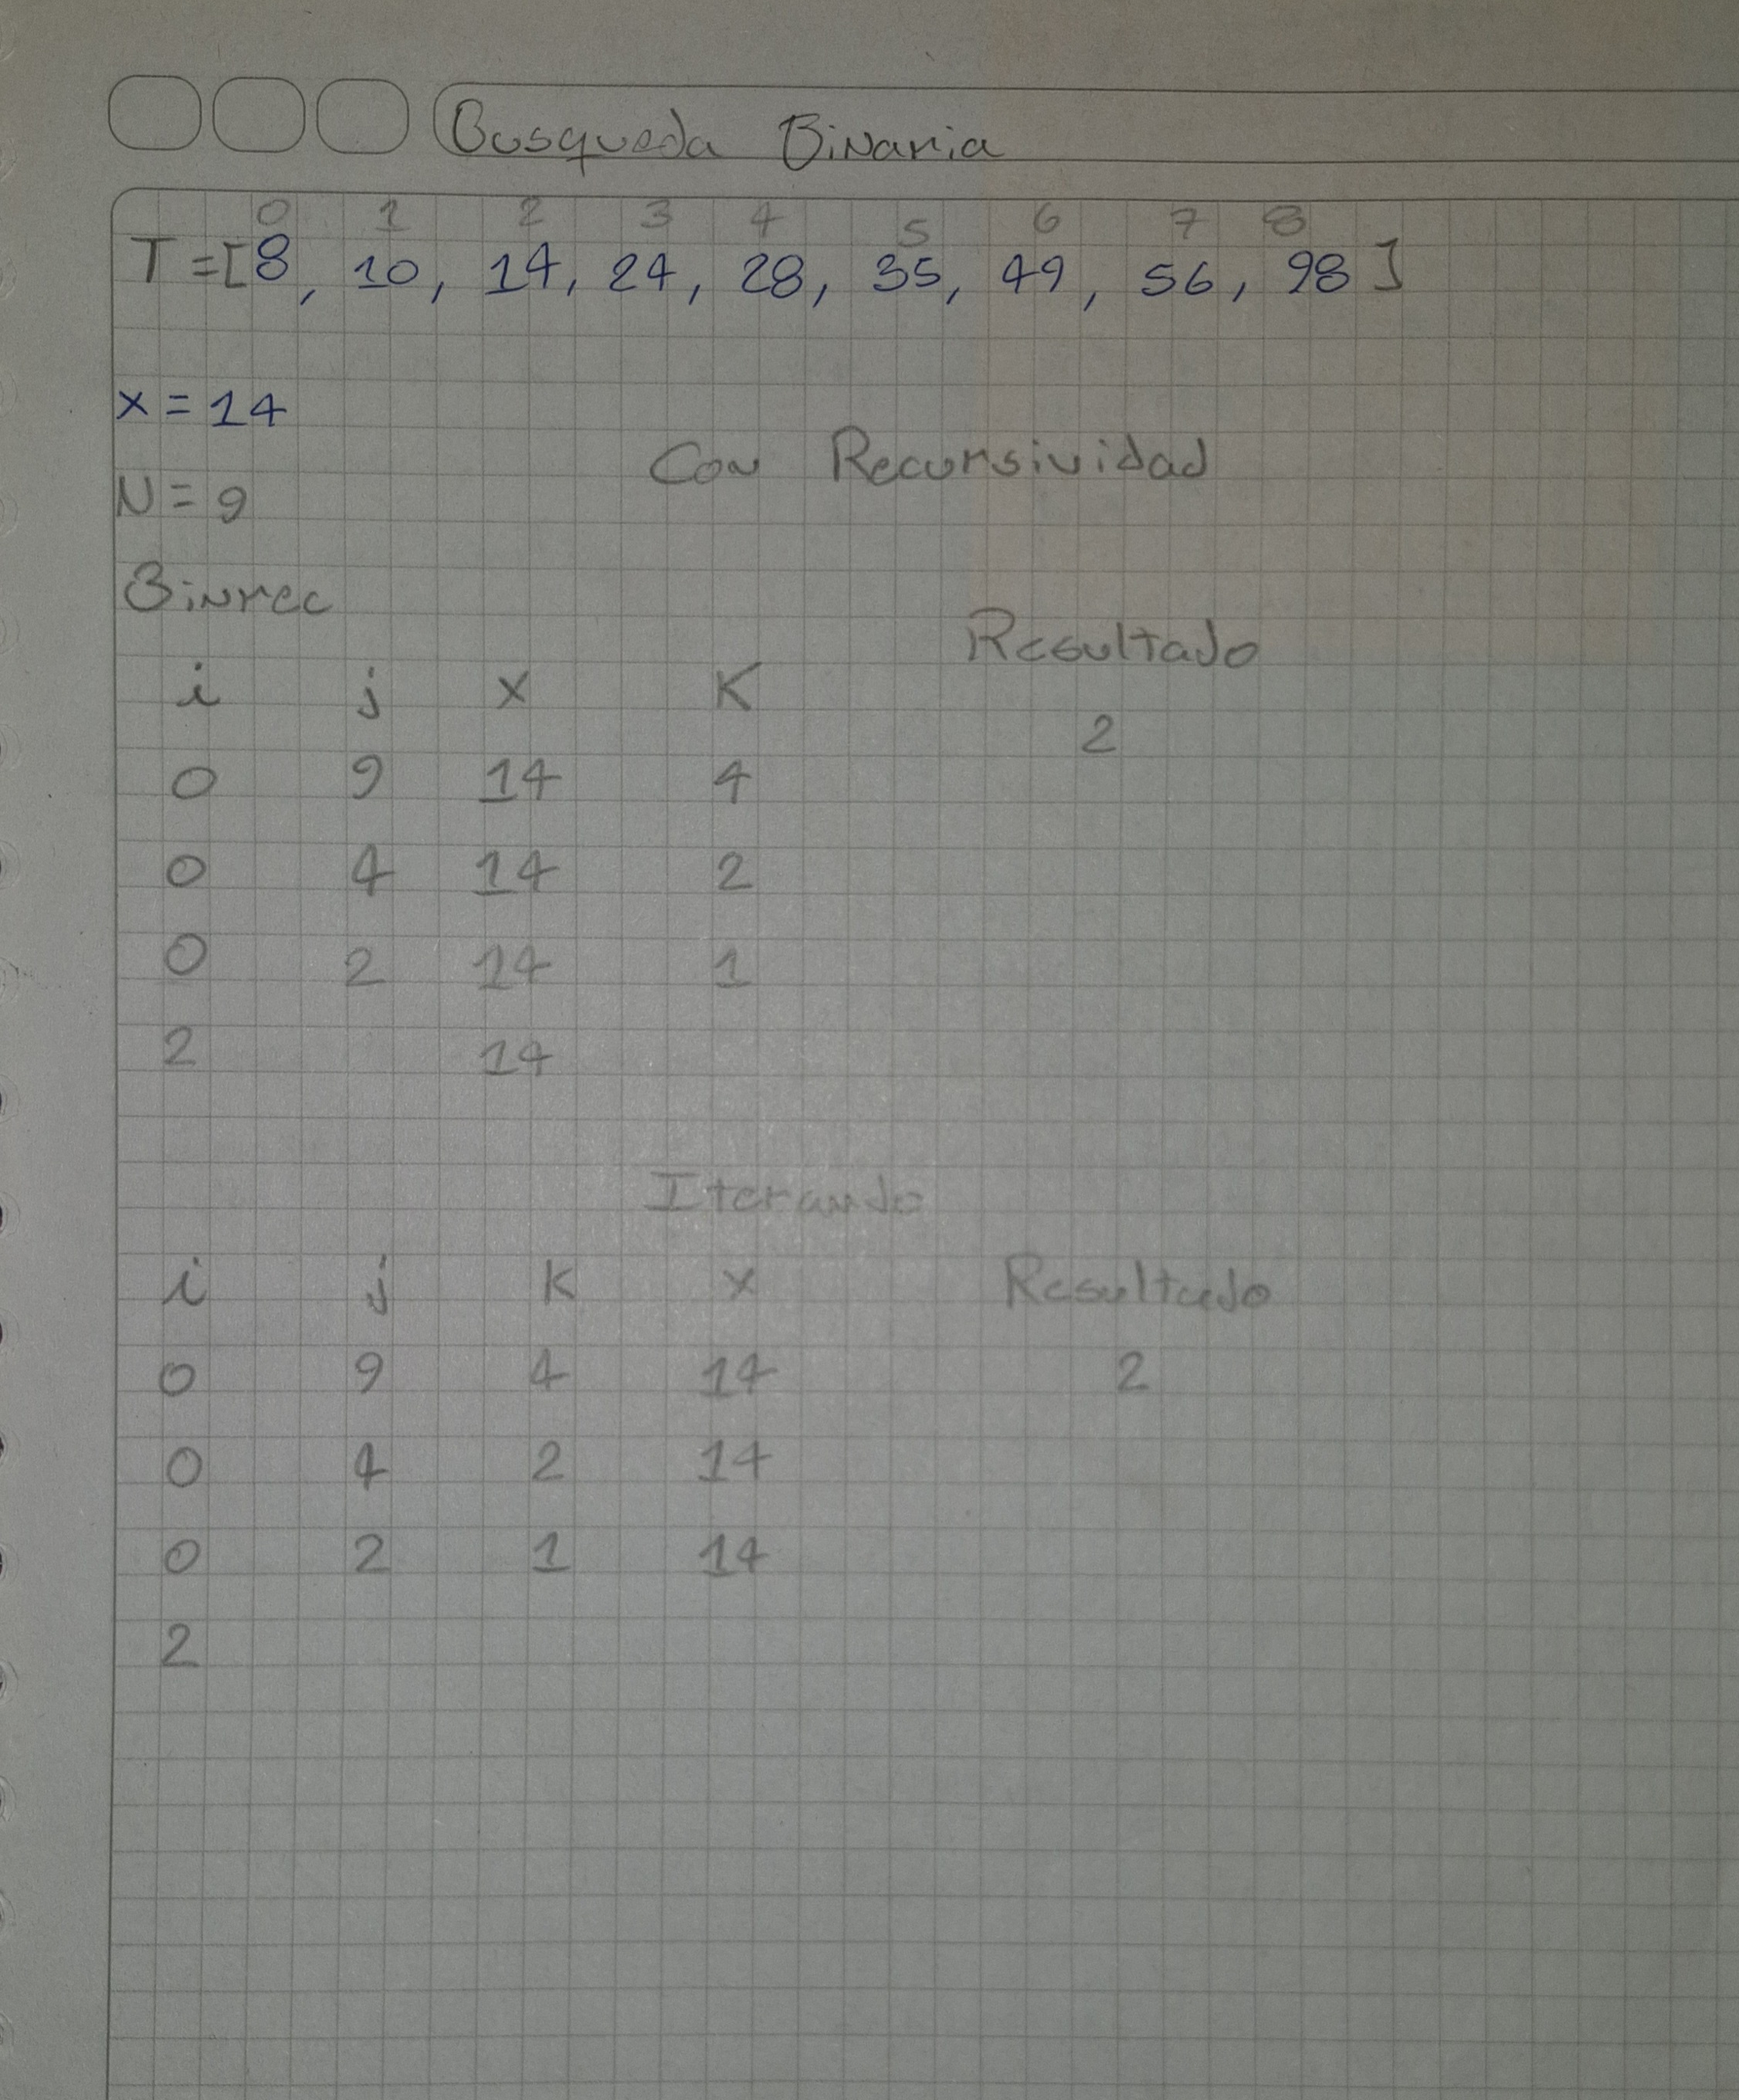 Busqueda Binaria
0 1 2 3 4 5 6 7 8
T=[8, 10, 14, 24, 28, 35, 49, 56, 98]
x=14
Con Recursividad
N=9
Binrec
Resultado
i j x K
2
0 9 14 4
0 4 14 2
0 2 14 1
2 14
Iterando
i j K x Resultado
0 9 4 14 2
0 4 2 14
0 2 1 14
2